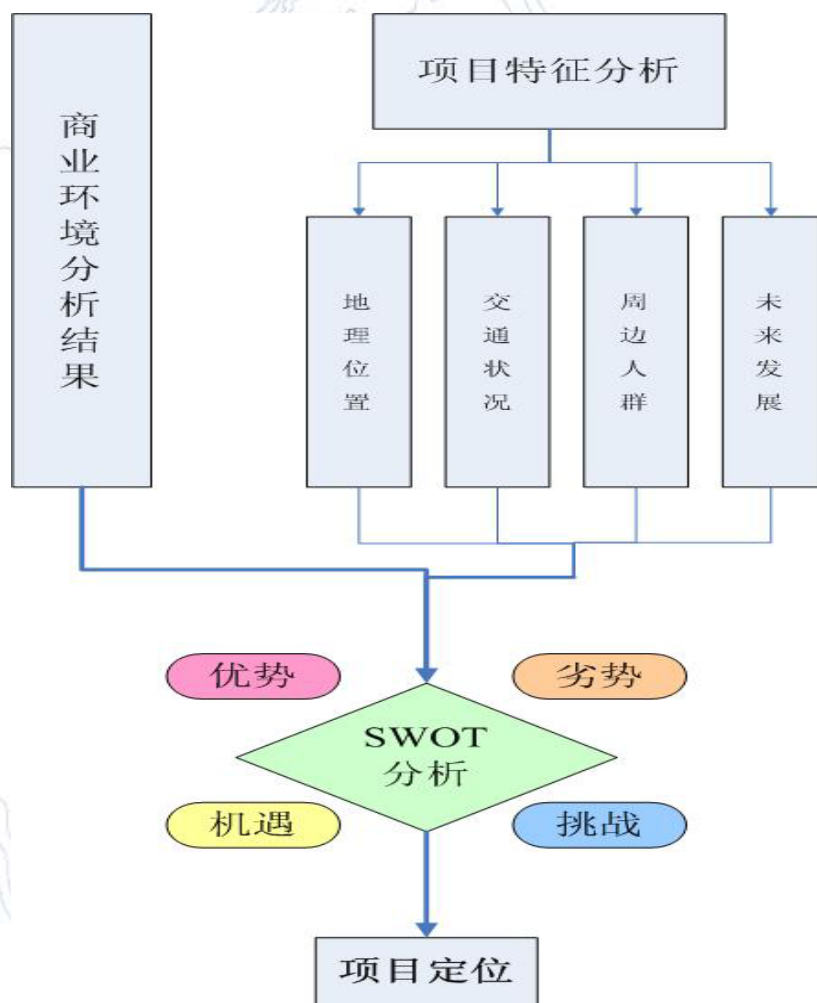 商业环境分析结果
项目特征分析
地理位置
交通状况
周边人群
未来发展
优势
劣势
SWOT
分析
机遇
挑战
项目定位